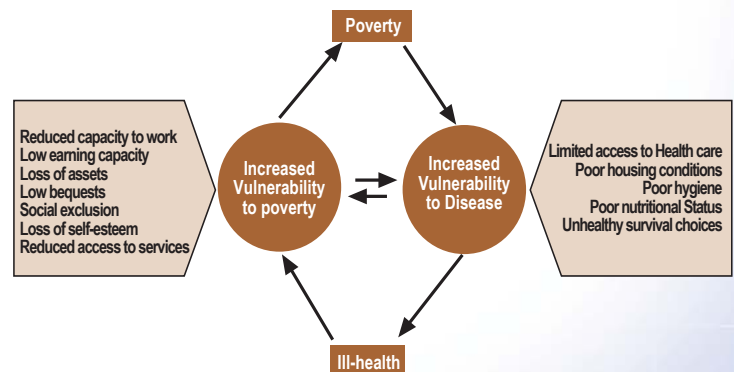 Poverty
Reduced capacity to work
Low earning capacity
Loss of assets
Low bequests
Social exclusion
Loss of self-esteem
Reduced access to services
Increased
Vulnerability
to poverty
Increased
Vulnerability
to Disease
Limited access to Health care
Poor housing conditions
Poor hygiene
Poor nutritional Status
Unhealthy survival choices
Ill-health